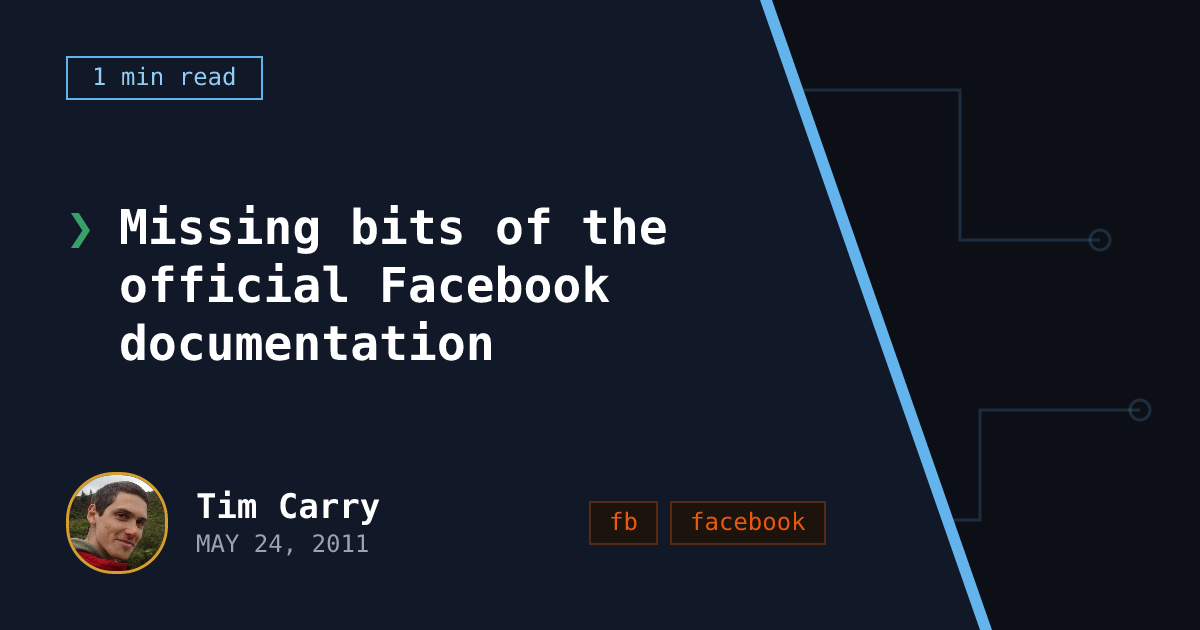 1 min read
❯ Missing bits of the
official Facebook
documentation
Tim Carry
MAY 24, 2011
fb
facebook